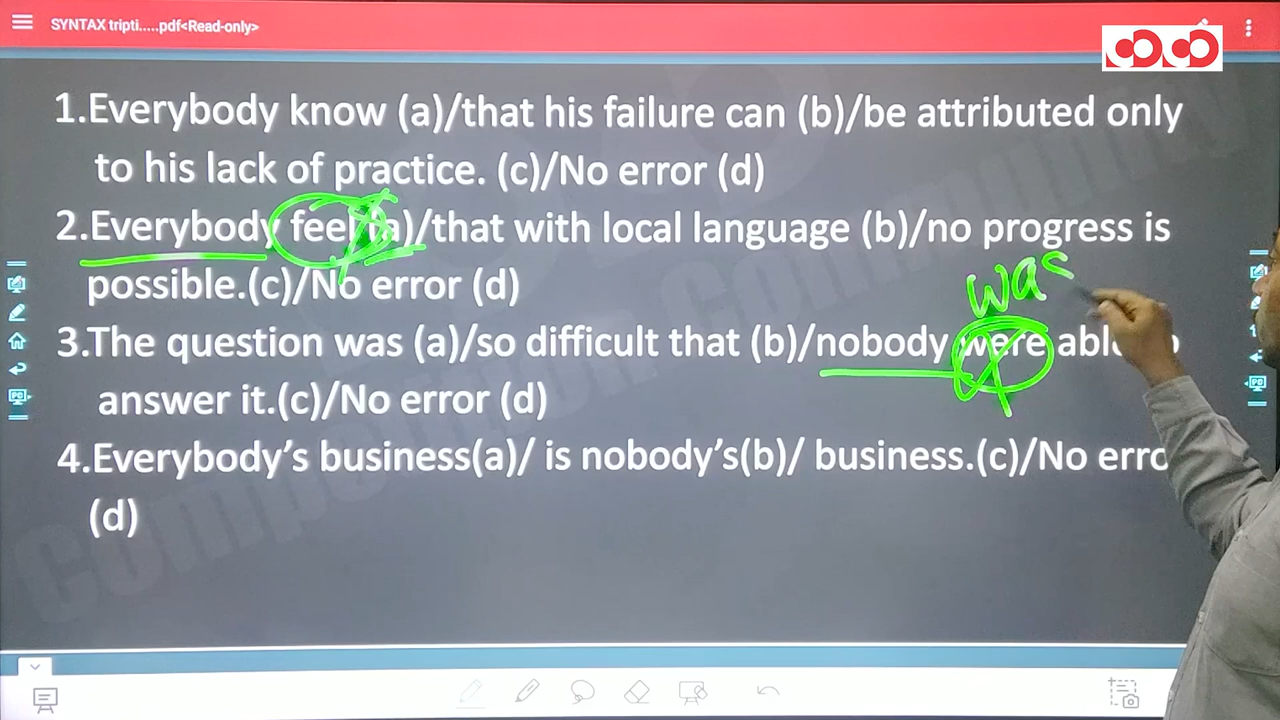 SYNTAX tripti.....pdf<Read-only>
1.Everybody know (a)/that his failure can (b)/be attributed only
to his lack of practice. (c)/No error (d)
2.Everybody feel (a)/that with local language (b)/no progress is
possible.(c)/No error (d)
was
3.The question was (a)/so difficult that (b)/nobody were able
answer it.(c)/No error (d)
4.Everybody’s business(a)/ is nobody’s(b)/ business.(c)/No erro
(d)